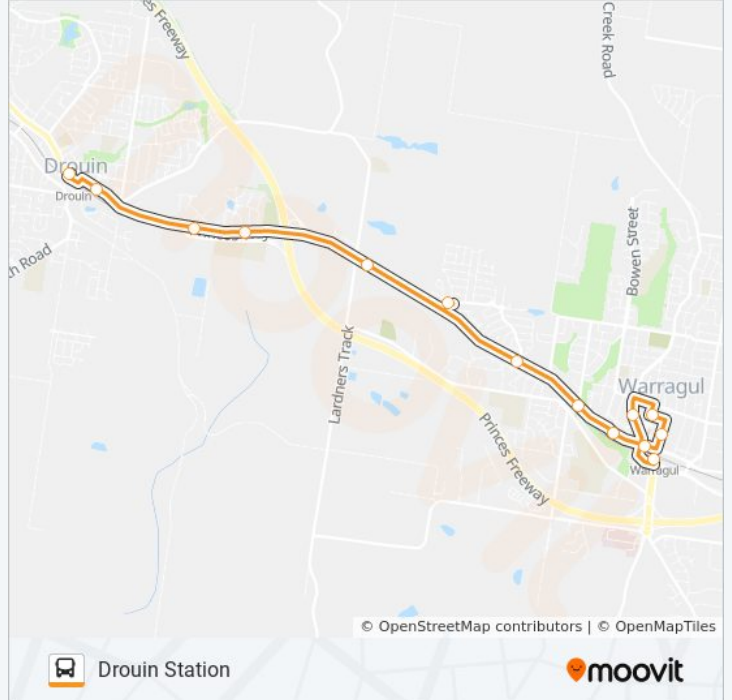 es Freeway
Creek Road
Drouin
Drouin
th Road
Bowen Street
Lardners Track
Warragul
Princes Freeway
Warragul
© OpenStreetMap contributors | © OpenMapTiles
Drouin Station
moovit